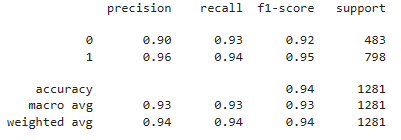 precision recall f1-score support
0 0.90 0.93 0.92 483
1 0.96 0.94 0.95 798
accuracy 0.94 1281
macro avg 0.93 0.93 0.93 1281
weighted avg 0.94 0.94 0.94 1281